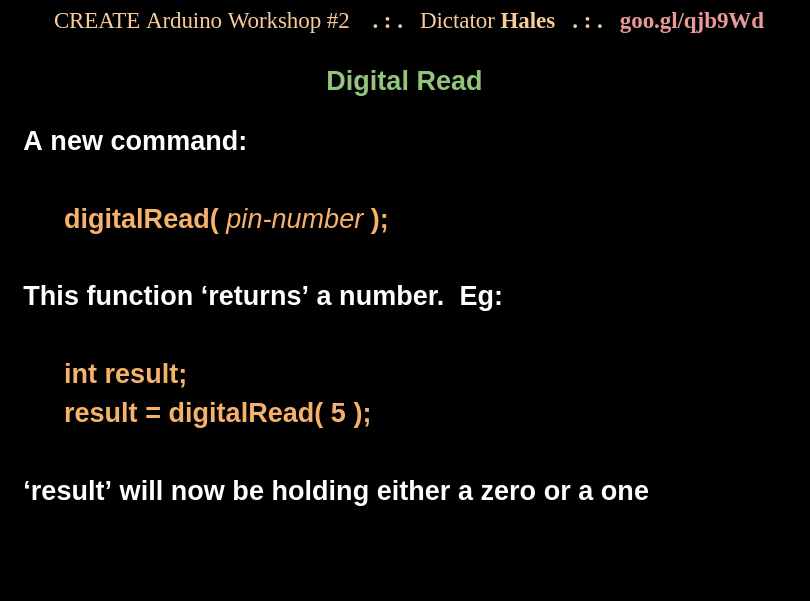 CREATE Arduino Workshop #2 . : . Dictator Hales . : . goo.gl/qjb9Wd
Digital Read
A new command:
digitalRead( pin-number );
This function ‘returns’ a number. Eg:
int result;
result = digitalRead( 5 );
‘result’ will now be holding either a zero or a one